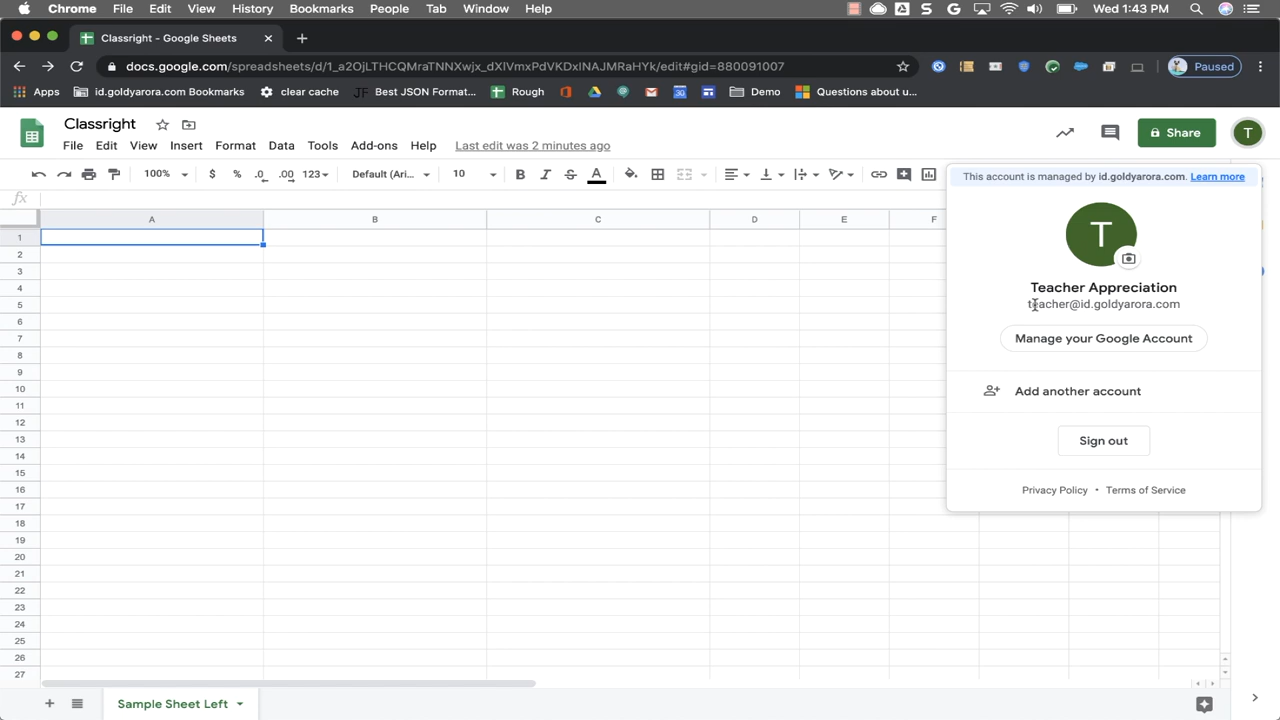 Chrome File Edit View History Bookmarks People Tab Window Help Wed 1:43 PM
Classright - Google Sheets
docs.google.com/spreadsheets/d/1_a2OjLTHCQMraTNNXwjx_dXIVmxPdVKDxINAJMRaHYk/edit#gid=880091007 Paused
Apps id.goldyarora.com Bookmarks clear cache JF Best JSON Format... Rough Demo Questions about u...
Classright
Share T
File Edit View Insert Format Data Tools Add-ons Help Last edit was 2 minutes ago
100% $ % .0 .00 123 Default (Ari... 10 B I S A
This account is managed by id.goldyarora.com. Learn more
fx
A B C D E F
T
Teacher Appreciation
teacher@id.goldyarora.com
Manage your Google Account
Add another account
Sign out
Privacy Policy • Terms of Service
1
2
3
4
5
6
7
8
9
10
11
12
13
14
15
16
17
18
19
20
21
22
23
24
25
26
27
Sample Sheet Left